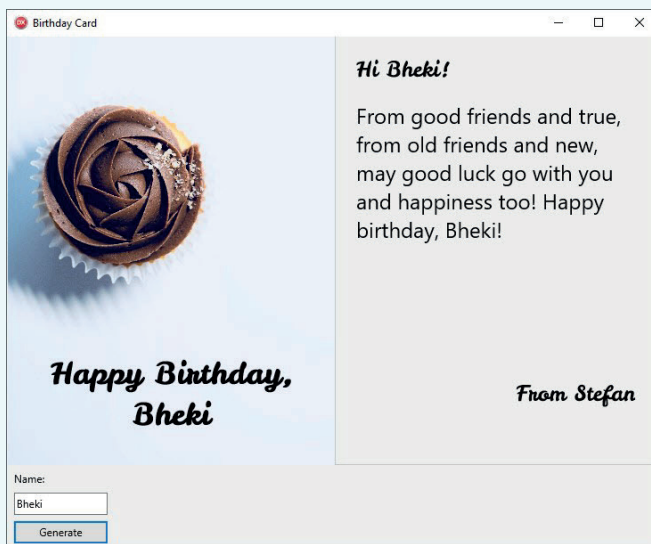 DX Birthday Card
Happy Birthday,
Bheki
Hi Bheki!
From good friends and true,
from old friends and new,
may good luck go with you
and happiness too! Happy
birthday, Bheki!
From Stefan
Name:
Bheki
Generate